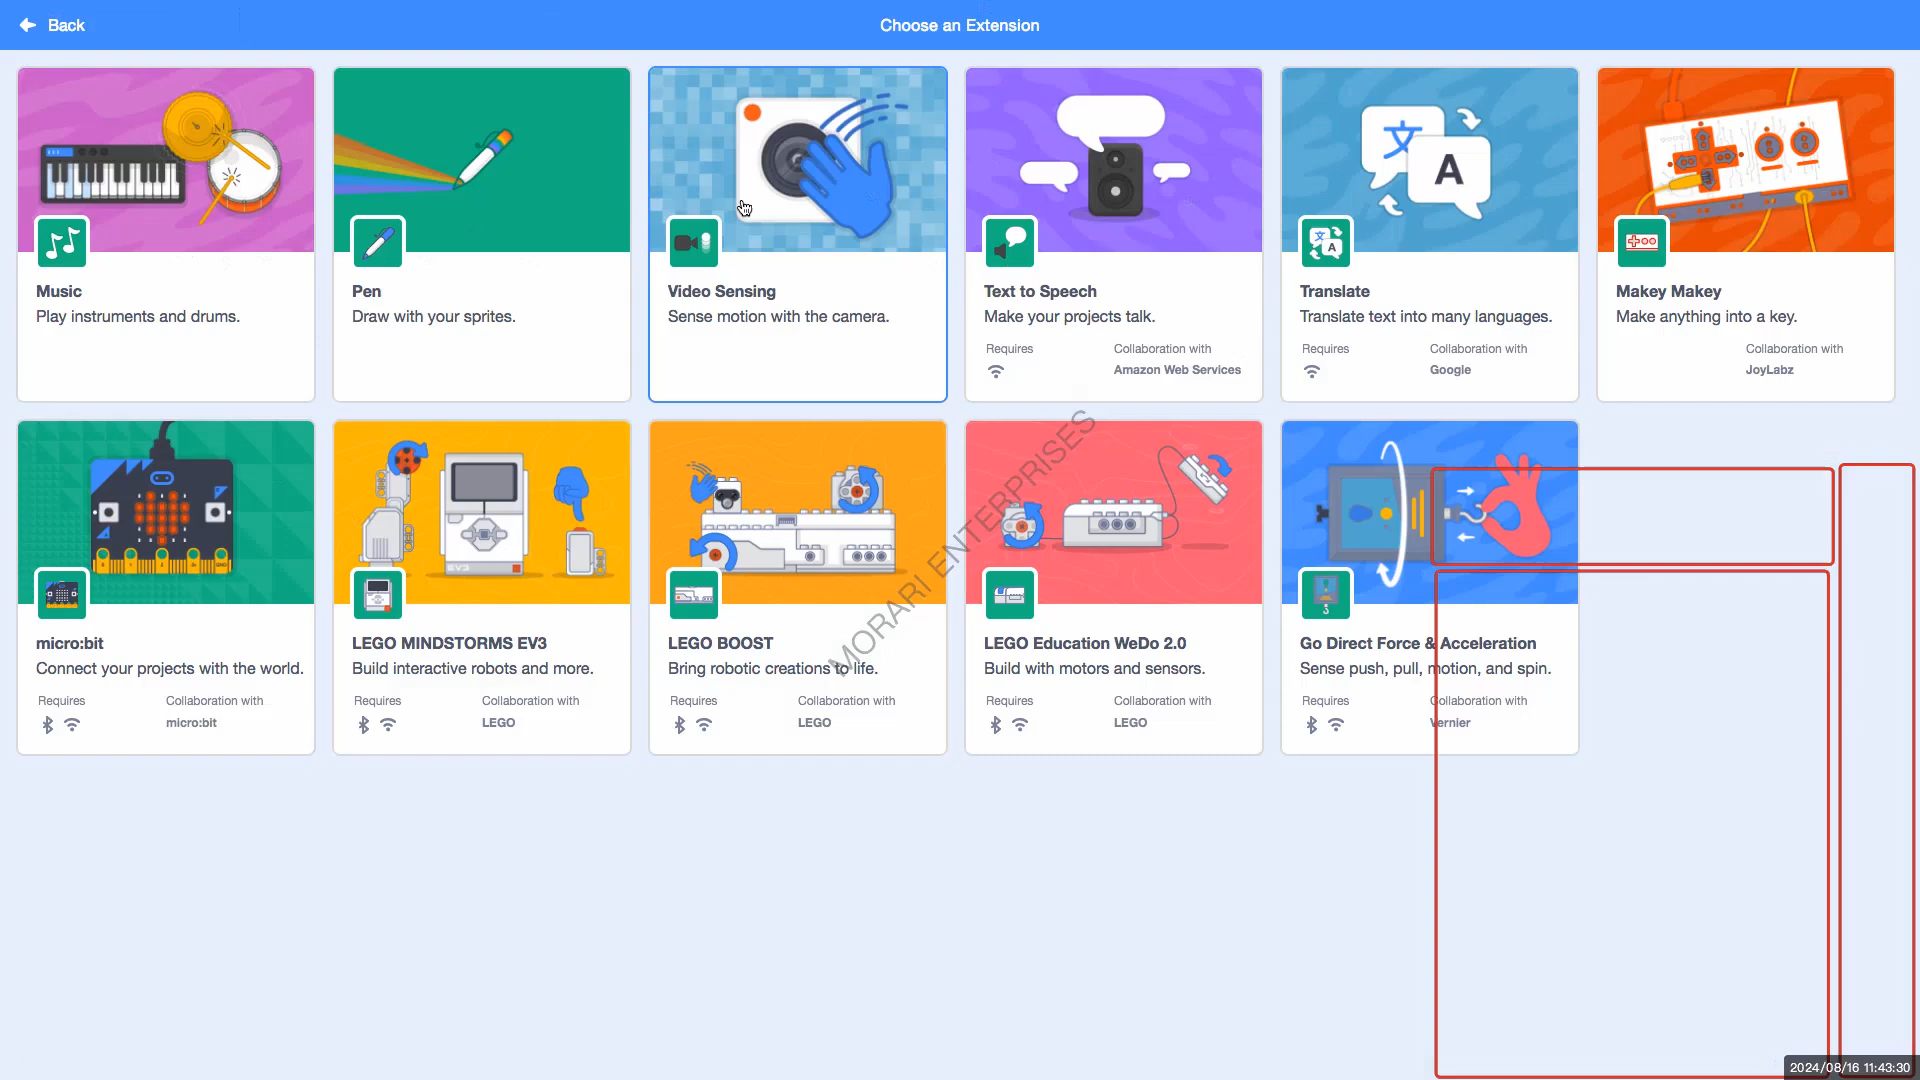 Back
Choose an Extension
Music
Play instruments and drums.
Pen
Draw with your sprites.
Video Sensing
Sense motion with the camera.
Text to Speech
Make your projects talk.
Requires
Collaboration with
Amazon Web Services
文
A
文
A
Translate
Translate text into many languages.
Requires
Collaboration with
Google
Makey Makey
Make anything into a key.
Collaboration with
JoyLabz
micro:bit
Connect your projects with the world.
Requires
Collaboration with
micro:bit
EV3
LEGO MINDSTORMS EV3
Build interactive robots and more.
Requires
Collaboration with
LEGO
LEGO BOOST
Bring robotic creations to life.
Requires
Collaboration with
LEGO
LEGO Education WeDo 2.0
Build with motors and sensors.
Requires
Collaboration with
LEGO
Go Direct Force & Acceleration
Sense push, pull, motion, and spin.
Requires
Collaboration with
Vernier
MORARI ENTERPRISES
2024/08/16 11:43:30